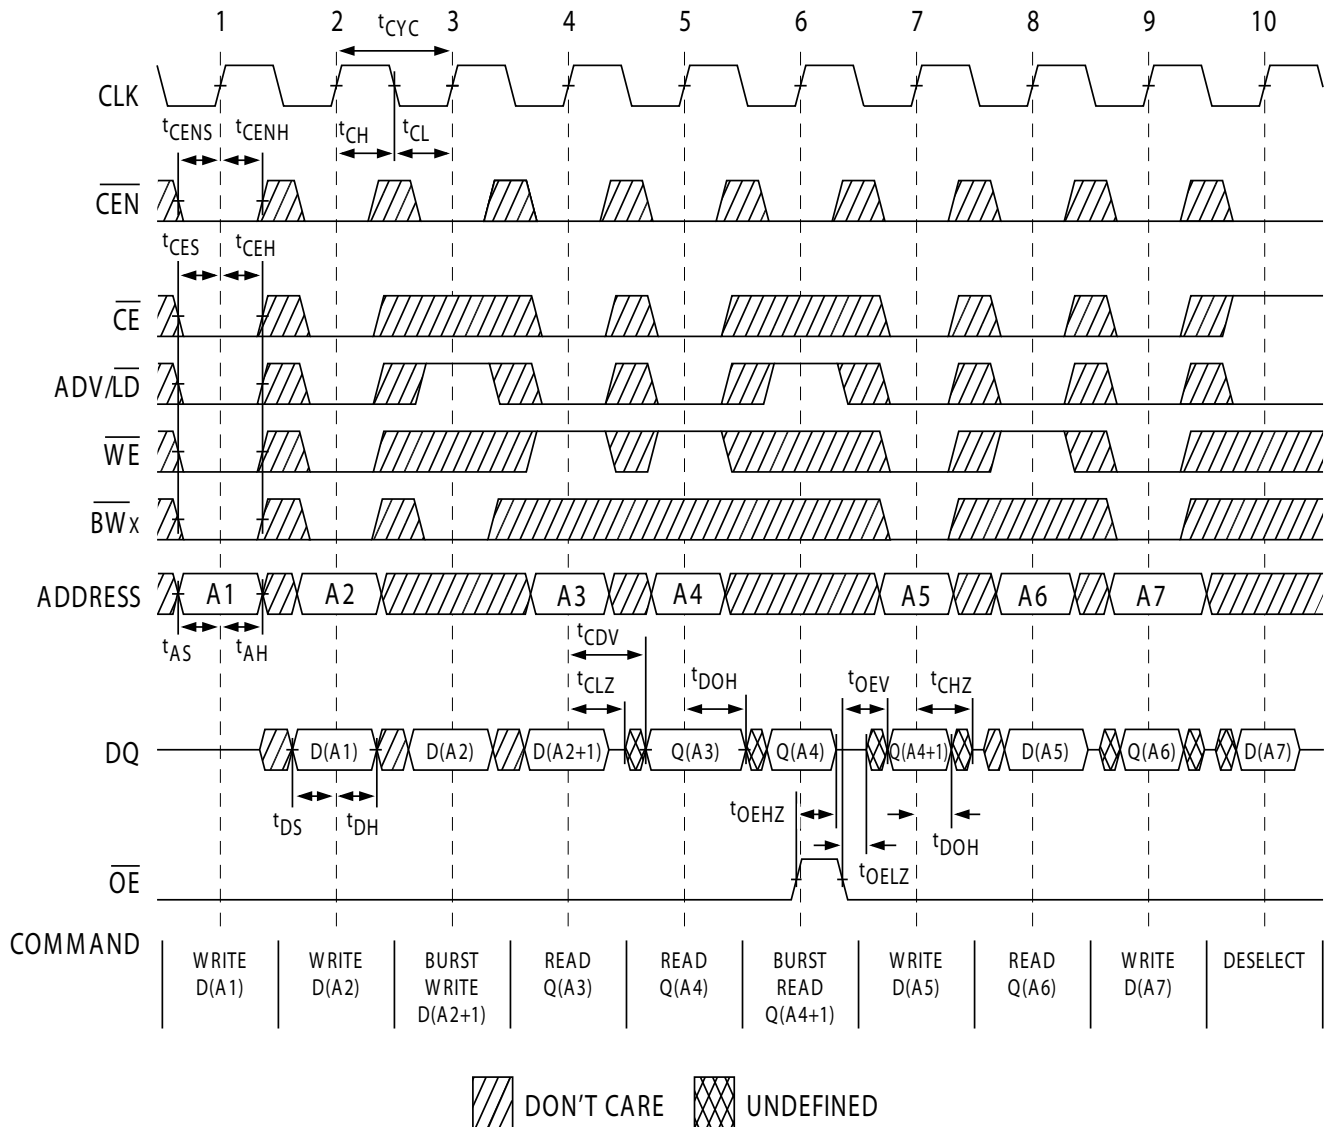 1 2 3 4 5 6 7 8 9 10
tCYC
CLK
tCENS tCENH tCH tCL
CEN
tCES tCEH
CE
ADV/LD
WE
BWx
ADDRESS A1 A2 A3 A4 A5 A6 A7
tAS tAH tCDV
tCLZ tDOH tOEV tCHZ
DQ D(A1) D(A2) D(A2+1) Q(A3) Q(A4) Q(A4+1) D(A5) Q(A6) D(A7)
tDS tDH tOEHZ tDOH
tOELZ
OE
COMMAND
WRITE WRITE BURST READ READ BURST WRITE READ WRITE DESELECT
D(A1) D(A2) WRITE Q(A3) Q(A4) READ D(A5) Q(A6) D(A7)
D(A2+1) Q(A4+1)
DON'T CARE UNDEFINED